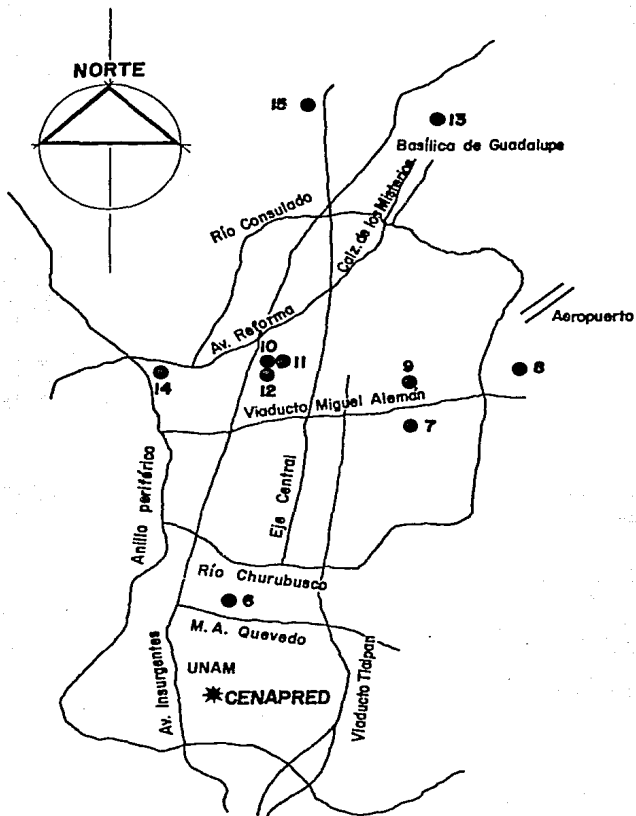 NORTE
15
13
Basílica de Guadalupe
Río Consulado
Calz. de los Misterios.
Av. Reforma
Aeropuerto
10
11
12
14
9
8
Viaducto Miguel Alemán
7
Anillo periférico
Eje Central
Río Churubusco
6
M. A. Quevedo
Av. Insurgentes
UNAM
CENAPRED
Viaducto Tlalpan